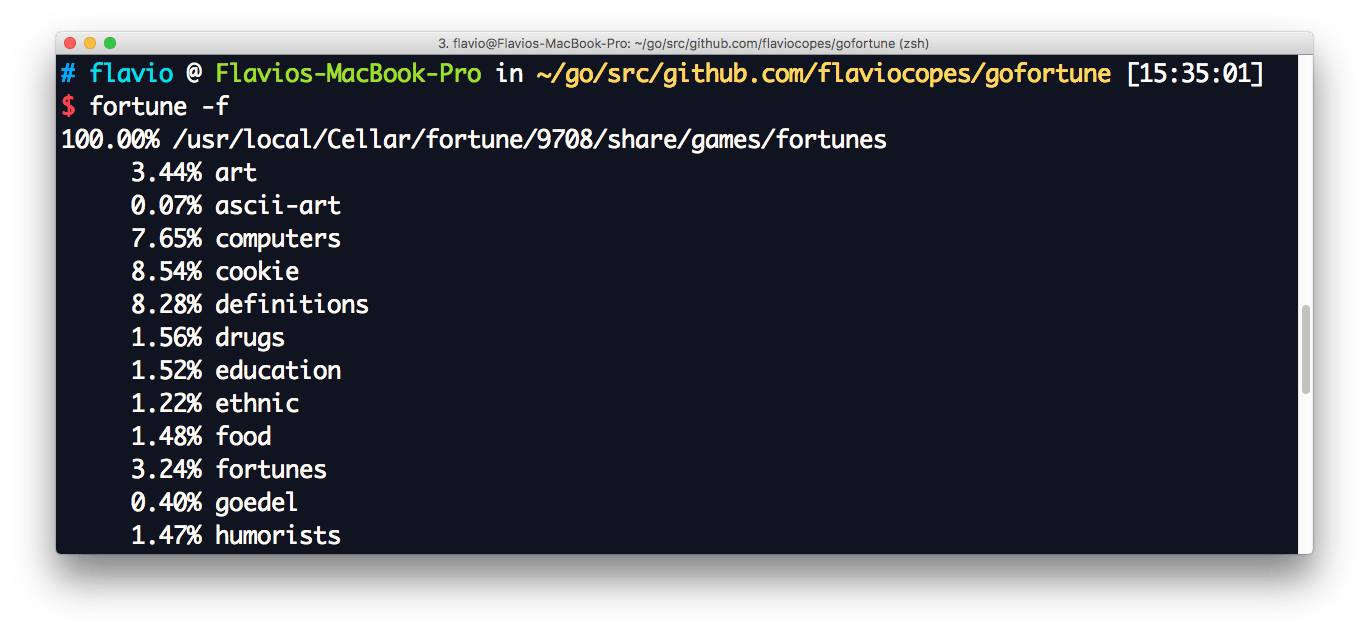 3. flavio@Flavios-MacBook-Pro: ~/go/src/github.com/flaviocopes/gofortune (zsh)
# flavio @ Flavios-MacBook-Pro in ~/go/src/github.com/flaviocopes/gofortune [15:35:01]
$ fortune -f
100.00% /usr/local/Cellar/fortune/9708/share/games/fortunes
3.44% art
0.07% ascii-art
7.65% computers
8.54% cookie
8.28% definitions
1.56% drugs
1.52% education
1.22% ethnic
1.48% food
3.24% fortunes
0.40% goedel
1.47% humorists